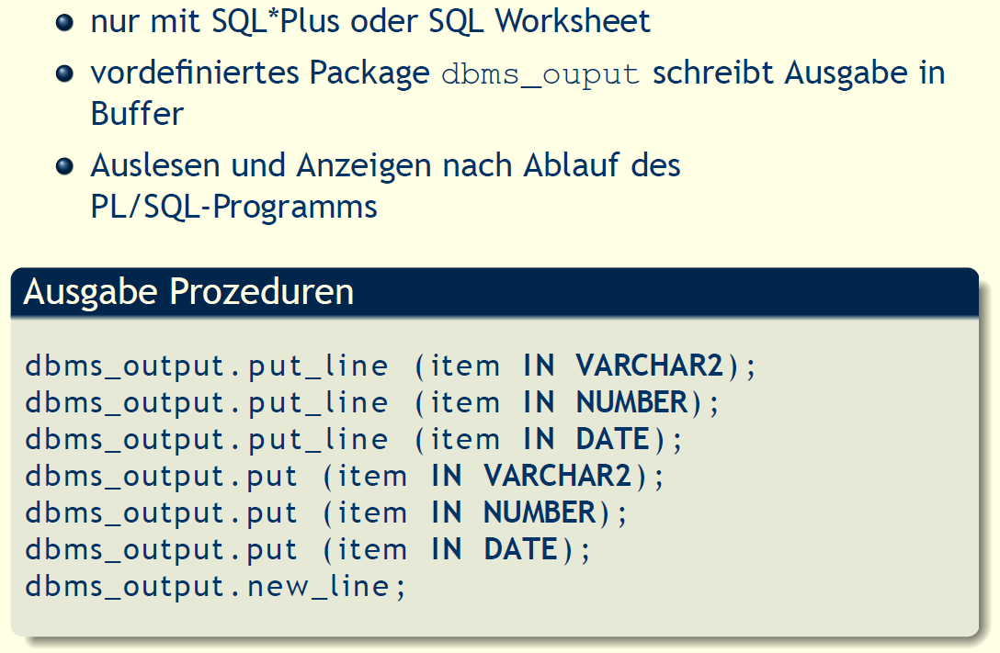 nur mit SQL*Plus oder SQL Worksheet
vordefiniertes Package dbms_ouput schreibt Ausgabe in
Buffer
Auslesen und Anzeigen nach Ablauf des
PL/SQL-Programms
Ausgabe Prozeduren
dbms_output.put_line (item IN VARCHAR2);
dbms_output.put_line (item IN NUMBER);
dbms_output.put_line (item IN DATE);
dbms_output.put (item IN VARCHAR2);
dbms_output.put (item IN NUMBER);
dbms_output.put (item IN DATE);
dbms_output.new_line;